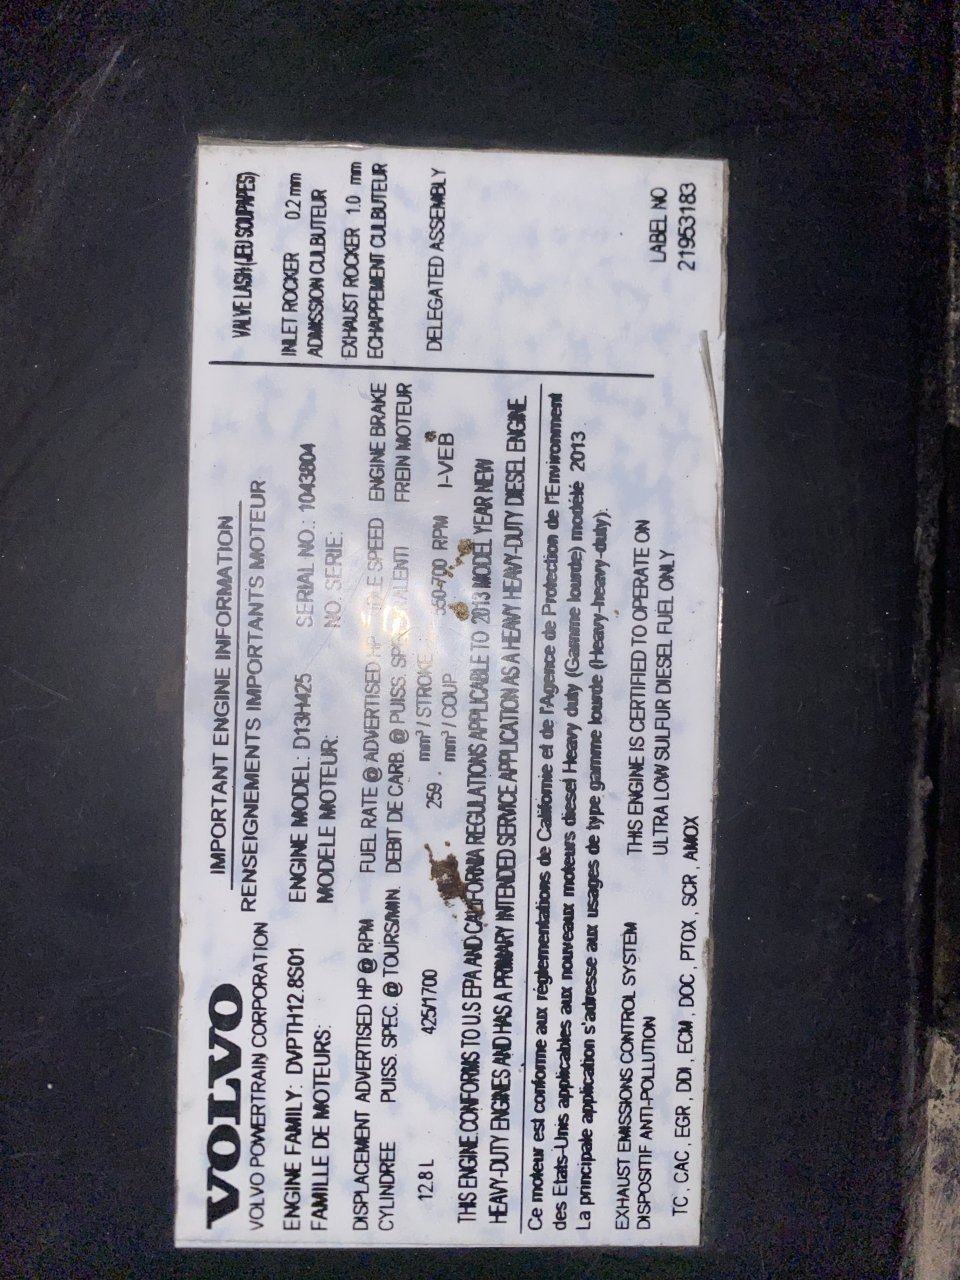 VOLVO
VOLVO POWERTRAIN CORPORATION
IMPORTANT ENGINE INFORMATION
RENSEIGNEMENTS IMPORTANTS MOTEUR
ENGINE FAMILY: DVPTH12.8S01
FAMILLE DE MOTEURS:
ENGINE MODEL: D13H425
MODELE MOTEUR:
SERIAL NO.: 1043804
NO SERIE:
DISPLACEMENT
CYLINDREE
12.8 L
ADVERTISED HP @ RPM
PUISS. SPEC. @ TOURS/MIN.
425/1700
FUEL RATE @ ADVERTISED HP
DEBIT DE CARB. @ PUISS.
259 mm³ / STROKE
mm³ / COUP
SPEED
RPM
ENGINE BRAKE
FREIN MOTEUR
I-VEB
THIS ENGINE CONFORMS TO U.S EPA AND CALIFORNIA REGULATIONS APPLICABLE TO 2013 MODEL YEAR NEW
HEAVY-DUTY ENGINES AND HAS A PRIMARY INTENDED SERVICE APPLICATION AS A HEAVY HEAVY-DUTY DIESEL ENGINE
Ce moteur est conforme aux réglementations de Californie et de l'Agence de Protection de l'Environment
des Etats-Unis applicables aux nouveaux moteurs diesel Heavy duty (Gamme lourde) modéle 2013
La principale application s'adresse aux usages de type gamme lourde (Heavy-heavy-duty).
EXHAUST EMISSIONS CONTROL SYSTEM
DISPOSITIF ANTI-POLLUTION
TC , CAC, EGR , DDI , ECM , DOC, PTOX , SCR , AMOX
THIS ENGINE IS CERTIFIED TO OPERATE ON
ULTRA LOW SULFUR DIESEL FUEL ONLY
VALVE LASH (JEU SOUPAPES)
INLET ROCKER 0.2 mm
ADMISSION CULBUTEUR
EXHAUST ROCKER 1.0 mm
ECHAPPEMENT CULBUTEUR
DELEGATED ASSEMBLY
LABEL NO
21953183